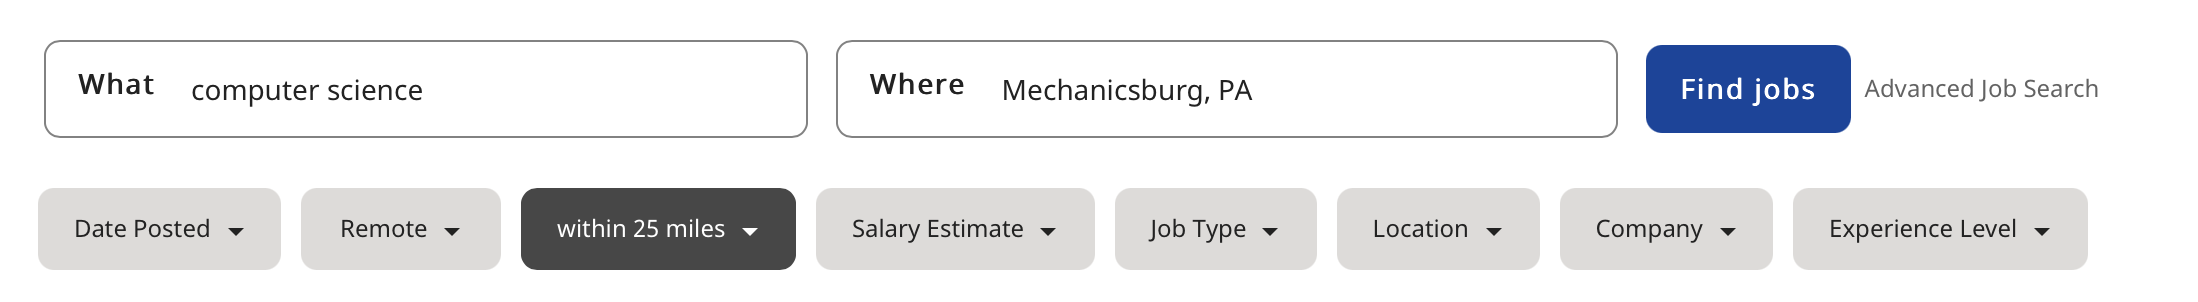 What computer science Where Mechanicsburg, PA Find jobs Advanced Job Search
Date Posted Remote within 25 miles Salary Estimate Job Type Location Company Experience Level